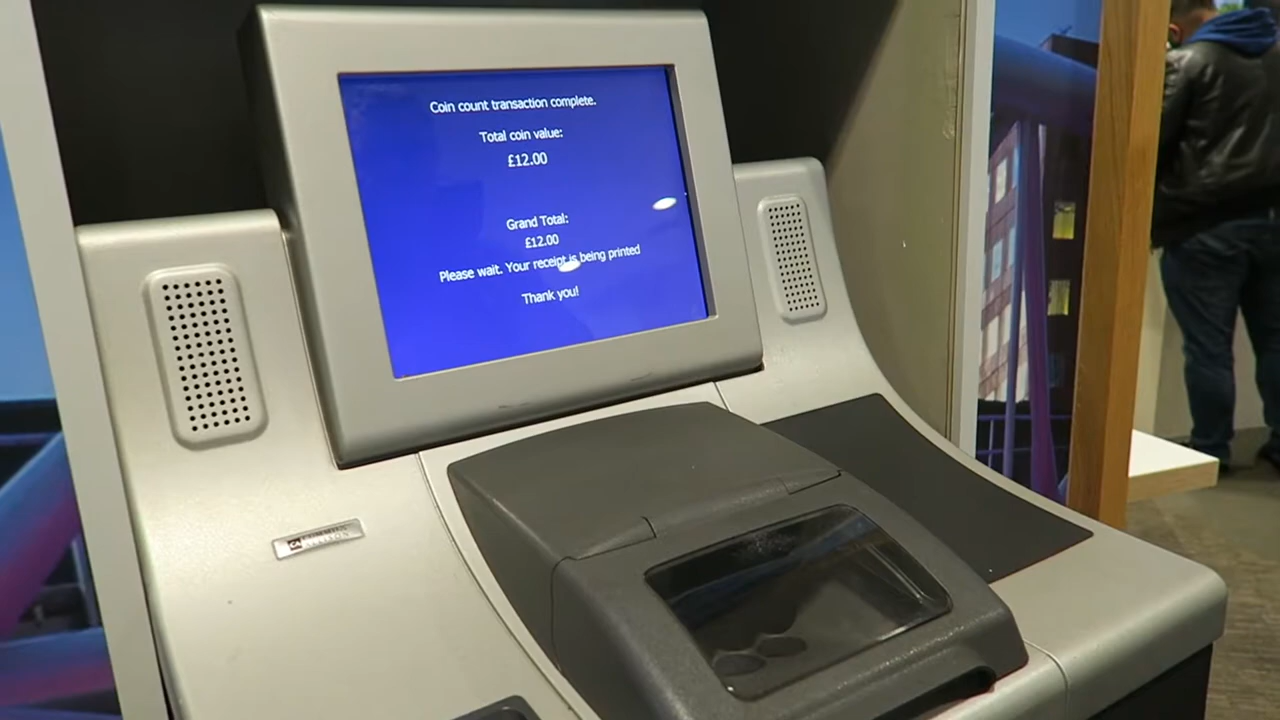 Coin count transaction complete.
Total coin value:
£12.00
Grand Total:
£12.00
Please wait. Your receipt is being printed
Thank you!